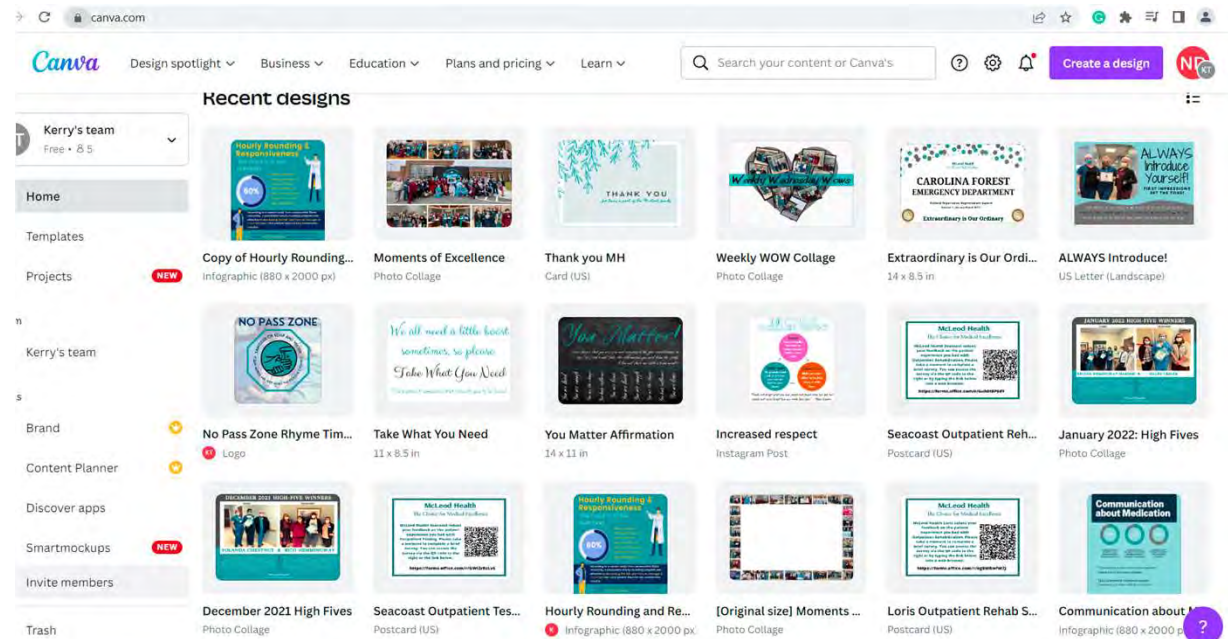 canva.com
Canva
Design spotlight
Business
Education
Plans and pricing
Learn
Search your content or Canva's
Create a design
ND
KT
Recent designs
Kerry's team
Free • 5
Home
Templates
Projects
NEW
Kerry's team
Brand
Content Planner
Discover apps
Smartmockups
NEW
Invite members
Trash
Hourly Rounding &
Responsiveness
Copy of Hourly Rounding...
Infographic (880 x 2000 px)
Moments of Excellence
Photo Collage
THANK YOU
Thank you MH
Card (US)
Weekly Wednesday Wows
Weekly WOW Collage
Photo Collage
CAROLINA FOREST
EMERGENCY DEPARTMENT
Extraordinary is Our Ordinary
Extraordinary is Our Ordi...
14 x 8.5 in
ALWAYS
Introduce
Yourself!
FIRST IMPRESSIONS
SET THE TONE!
ALWAYS Introduce!
US Letter (Landscape)
NO PASS ZONE
No Pass Zone Rhyme Tim...
Logo
We all need a little boost
sometimes, so please
Take What You Need
Take What You Need
11 x 8.5 in
You Matter!
You Matter Affirmation
14 x 11 in
Increased respect
Instagram Post
McLeod Health
The Choice for Medical Excellence
Seacoast Outpatient Reh...
Postcard (US)
JANUARY 2022 HIGH-FIVE WINNERS
January 2022: High Fives
Photo Collage
DECEMBER 2021 HIGH-FIVE WINNERS
December 2021 High Fives
Photo Collage
McLeod Health
The Choice for Medical Excellence
Seacoast Outpatient Tes...
Postcard (US)
Hourly Rounding &
Responsiveness
Hourly Rounding and Re...
Infographic (880 x 2000 px
[Original size] Moments ...
Photo Collage
McLeod Health
The Choice for Medical Excellence
Loris Outpatient Rehab S...
Postcard (US)
Communication
about Medication
Communication about
Infographic (880 x 2000
?